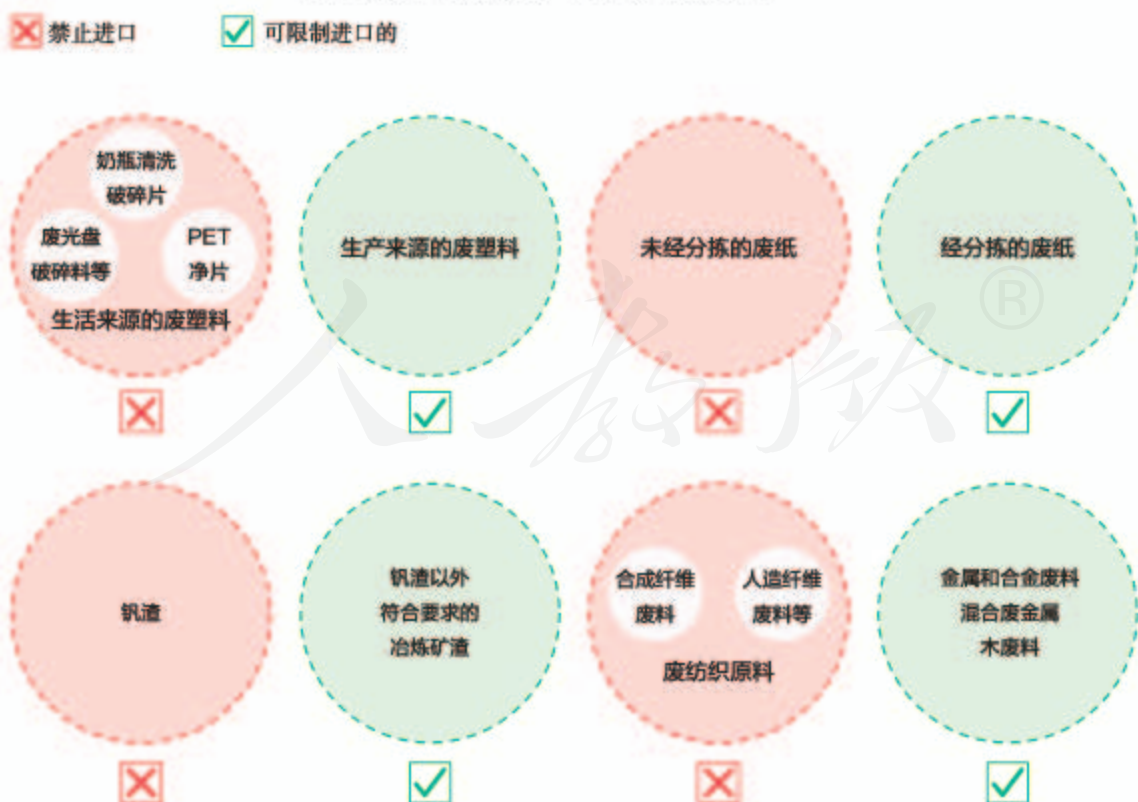 禁止进口
可限制进口的
奶瓶清洗
破碎片
废光盘
破碎料等
PET
净片
生活来源的废塑料
生产来源的废塑料
未经分拣的废纸
经分拣的废纸
钒渣
钒渣以外
符合要求的
冶炼矿渣
合成纤维
废料
人造纤维
废料等
废纺织原料
金属和合金废料
混合废金属
木废料
人教版®